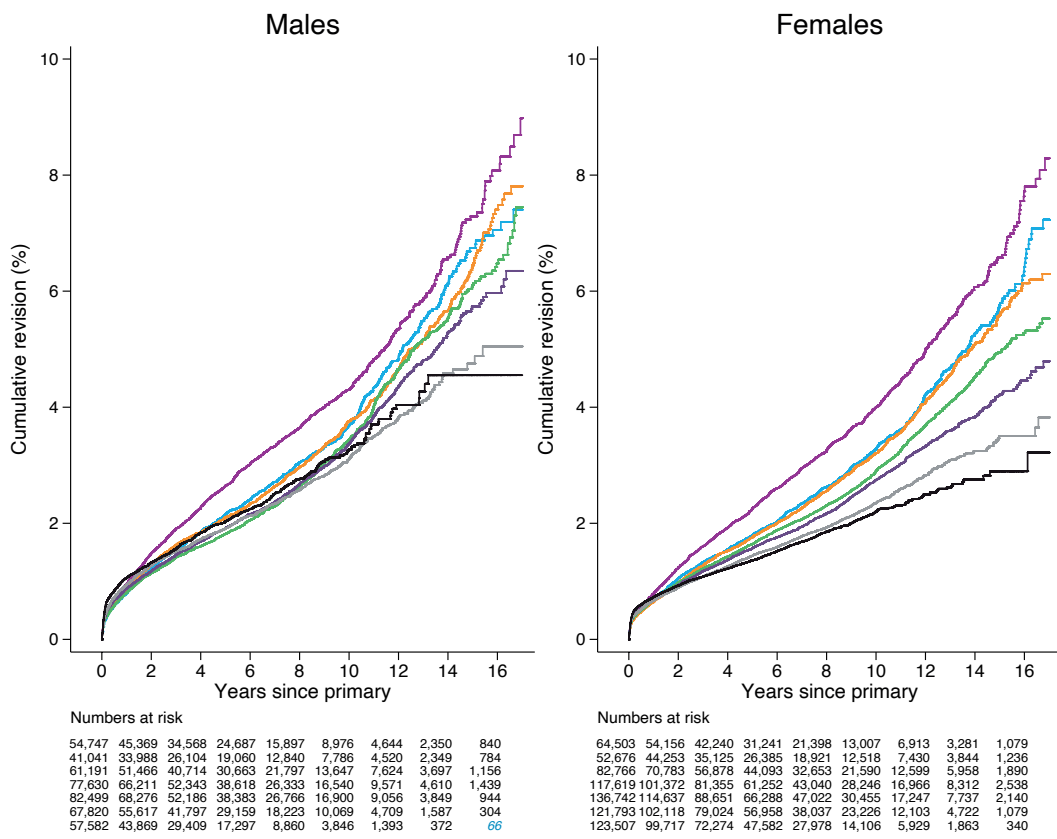 Males
Females
Cumulative revision (%)
10
8
6
4
2
0
0 2 4 6 8 10 12 14 16
Years since primary
Cumulative revision (%)
10
8
6
4
2
0
0 2 4 6 8 10 12 14 16
Years since primary
Numbers at risk
54,747 45,369 34,568 24,687 15,897 8,976 4,644 2,350 840
41,041 33,988 26,104 19,060 12,840 7,786 4,520 2,349 784
61,191 51,466 40,714 30,663 21,797 13,647 7,624 3,697 1,156
77,630 66,211 52,343 38,618 26,333 16,540 9,571 4,610 1,439
82,499 68,276 52,186 38,383 26,766 16,900 9,056 3,849 944
67,820 55,617 41,797 29,159 18,223 10,069 4,709 1,587 304
57,582 43,869 29,409 17,297 8,860 3,846 1,393 372 66
Numbers at risk
64,503 54,156 42,240 31,241 21,398 13,007 6,913 3,281 1,079
52,676 44,253 35,125 26,385 18,921 12,518 7,430 3,844 1,236
82,766 70,783 56,878 44,093 32,653 21,590 12,599 5,958 1,890
117,619 101,372 81,355 61,252 43,040 28,246 16,966 8,312 2,538
136,742 114,637 88,651 66,288 47,022 30,455 17,247 7,737 2,140
121,793 102,118 79,024 56,958 38,037 23,226 12,103 4,722 1,079
123,507 99,717 72,274 47,582 27,978 14,106 5,929 1,863 340